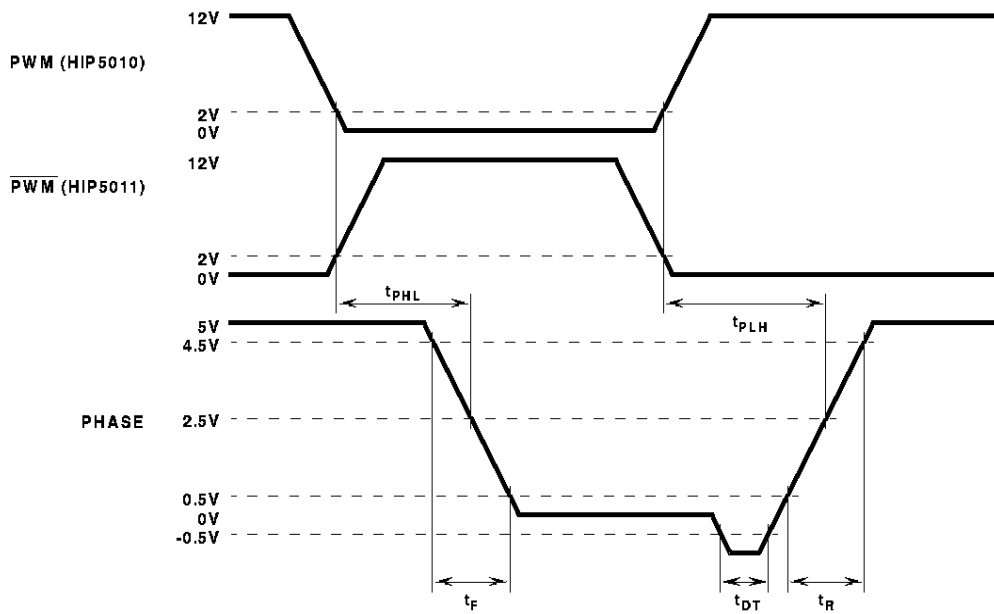 12V
PWM (HIP5010)
2V
0V
12V
PWM (HIP5011)
2V
0V
tPHL
tPLH
5V
4.5V
PHASE
2.5V
0.5V
0V
-0.5V
tF
tDT
tR